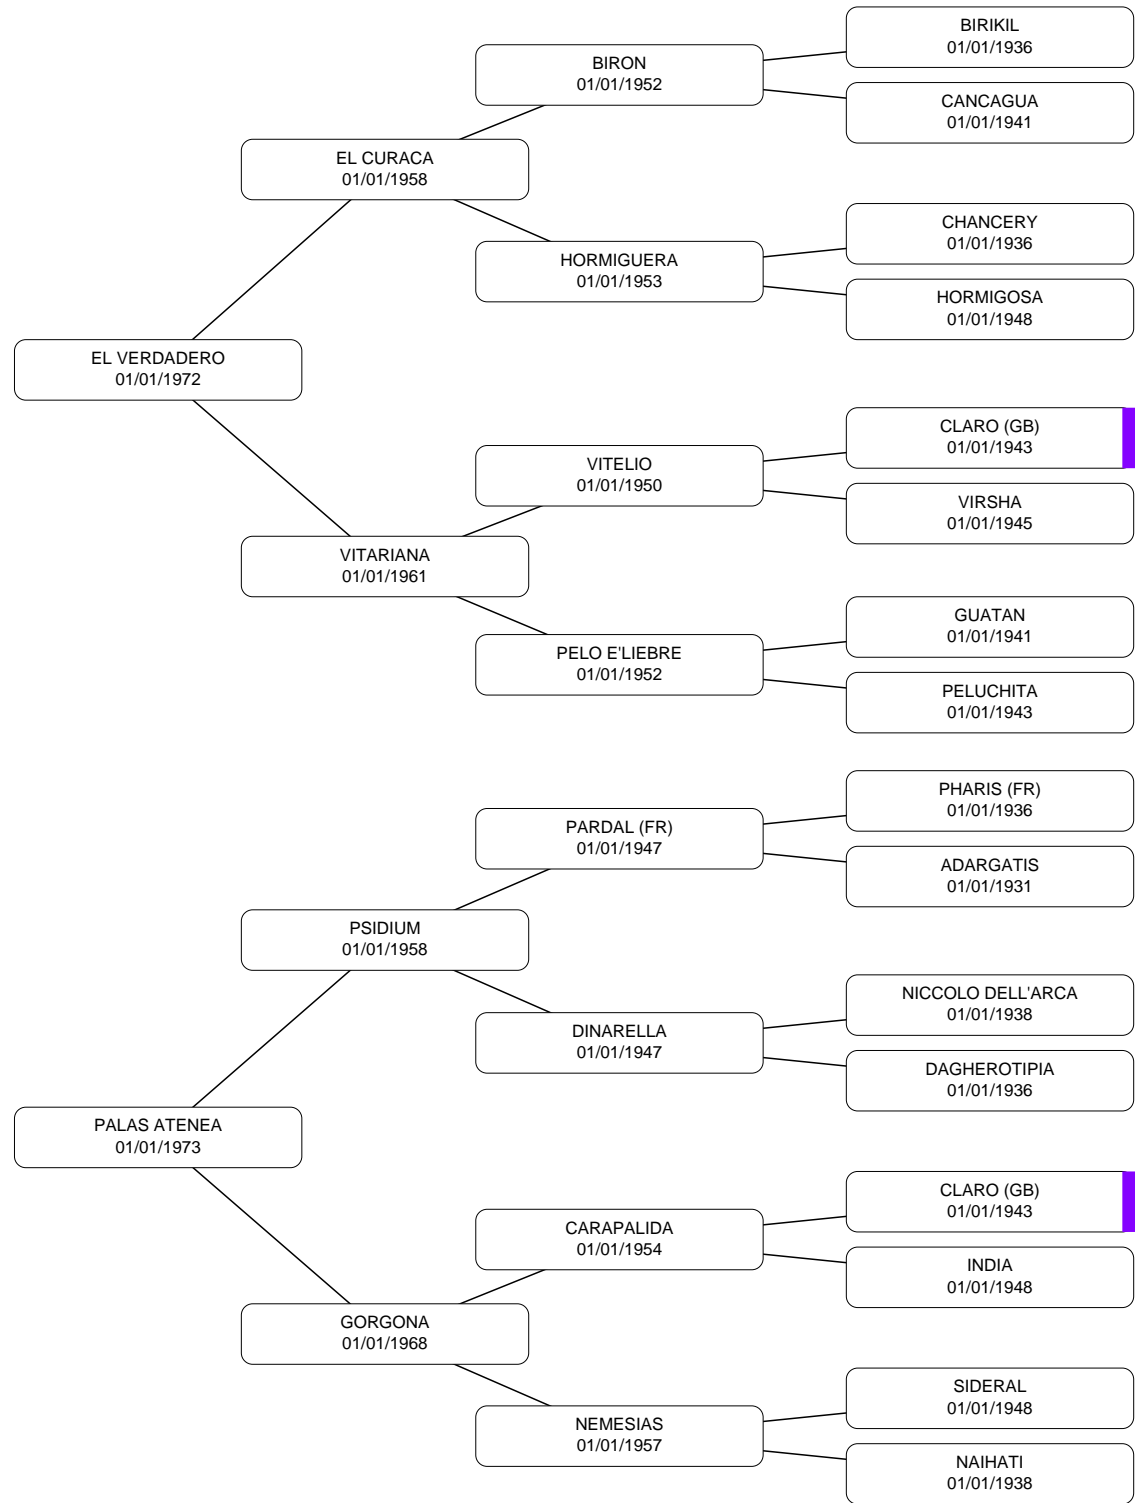 BIRIKIL
01/01/1936
BIRON
01/01/1952
CANCAGUA
01/01/1941
EL CURACA
01/01/1958
CHANCERY
01/01/1936
HORMIGUERA
01/01/1953
HORMIGOSA
01/01/1948
EL VERDADERO
01/01/1972
CLARO (GB)
01/01/1943
VITELIO
01/01/1950
VIRSHA
01/01/1945
VITARIANA
01/01/1961
GUATAN
01/01/1941
PELO E'LIEBRE
01/01/1952
PELUCHITA
01/01/1943
PHARIS (FR)
01/01/1936
PARDAL (FR)
01/01/1947
ADARGATIS
01/01/1931
PSIDIUM
01/01/1958
NICCOLO DELL'ARCA
01/01/1938
DINARELLA
01/01/1947
DAGHEROTIPIA
01/01/1936
PALAS ATENEA
01/01/1973
CLARO (GB)
01/01/1943
CARAPALIDA
01/01/1954
INDIA
01/01/1948
GORGONA
01/01/1968
SIDERAL
01/01/1948
NEMESIAS
01/01/1957
NAIHATI
01/01/1938